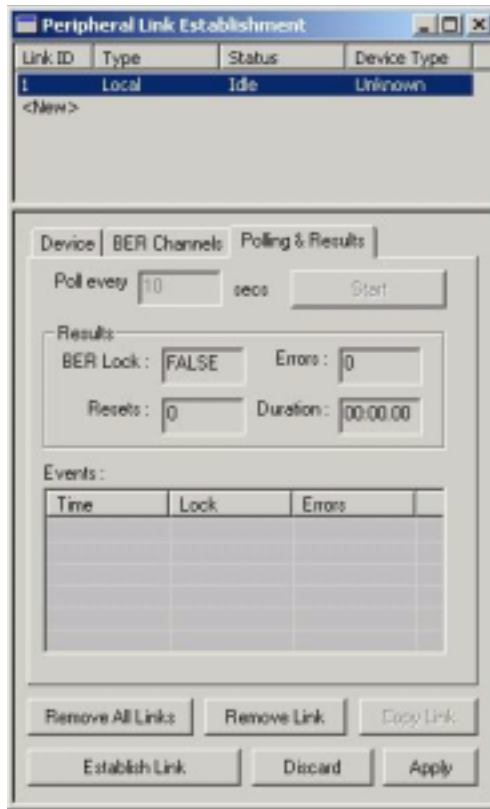 Peripheral Link Establishment
Link ID Type Status Device Type
1 Local Idle Unknown
<New>
Device BER Channels Polling & Results
Poll every 10 secs Start
Results
BER Lock : FALSE Errors : 0
Resets : 0 Duration : 00:00.00
Events :
Time Lock Errors
Remove All Links Remove Link Copy Link
Establish Link Discard Apply